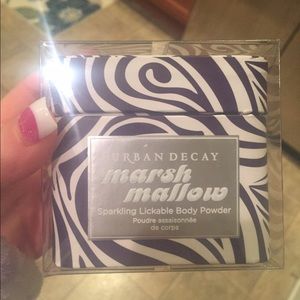 URBAN DECAY
marsh
mallow
Sparkling Lickable Body Powder
Poudre assaisonnée
de corps